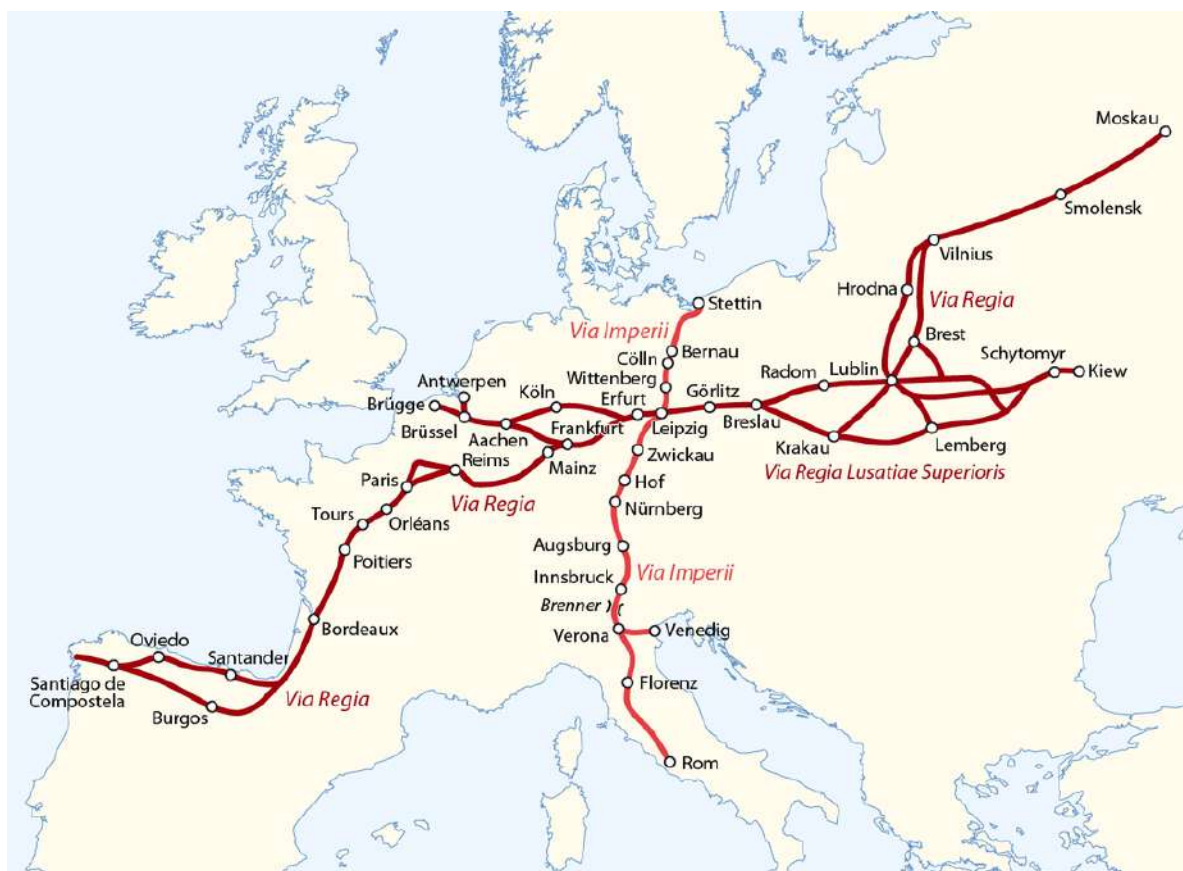 Moskau
Smolensk
Vilnius
Hrodna
Via Regia
Stettin
Via Imperii
Bernau
Cölln
Brest
Schytomyr
Kiew
Radom
Lublin
Wittenberg
Görlitz
Antwerpen
Köln
Erfurt
Brügge
Brüssel
Aachen
Frankfurt
Leipzig
Breslau
Krakau
Lemberg
Via Regia Lusatiae Superioris
Zwickau
Mainz
Reims
Paris
Via Regia
Hof
Nürnberg
Tours
Orléans
Poitiers
Augsburg
Innsbruck
Via Imperii
Brenner
Verona
Venedig
Bordeaux
Oviedo
Santander
Santiago de
Compostela
Burgos
Via Regia
Florenz
Rom